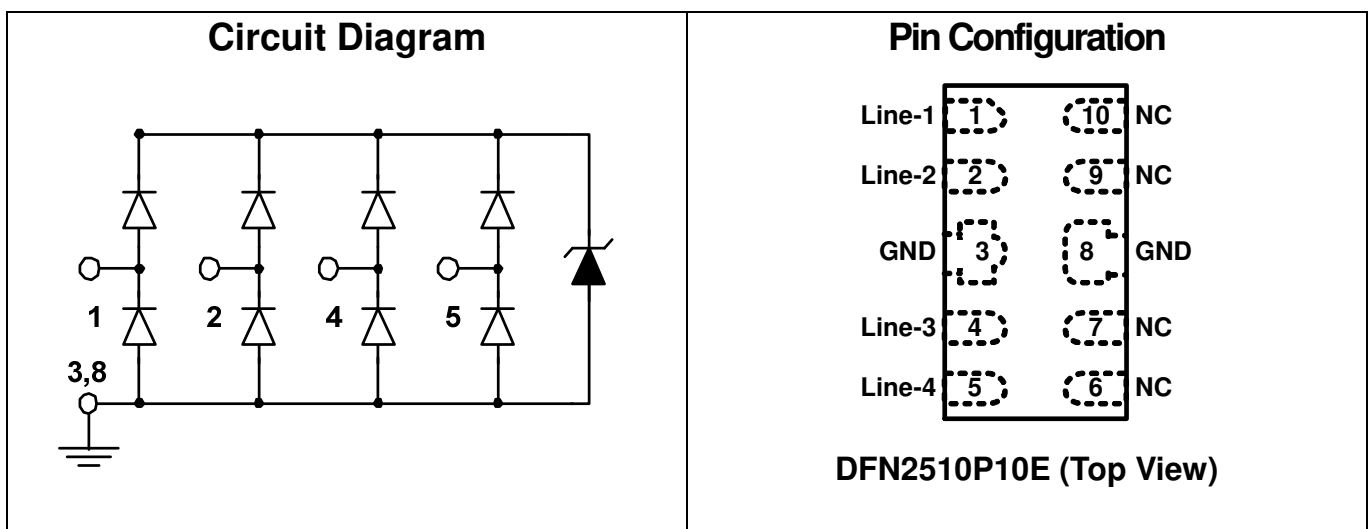 Circuit Diagram
1
2
4
5
3,8
Pin Configuration
Line-1 1 10 NC
Line-2 2 9 NC
GND 3 8 GND
Line-3 4 7 NC
Line-4 5 6 NC
DFN2510P10E (Top View)